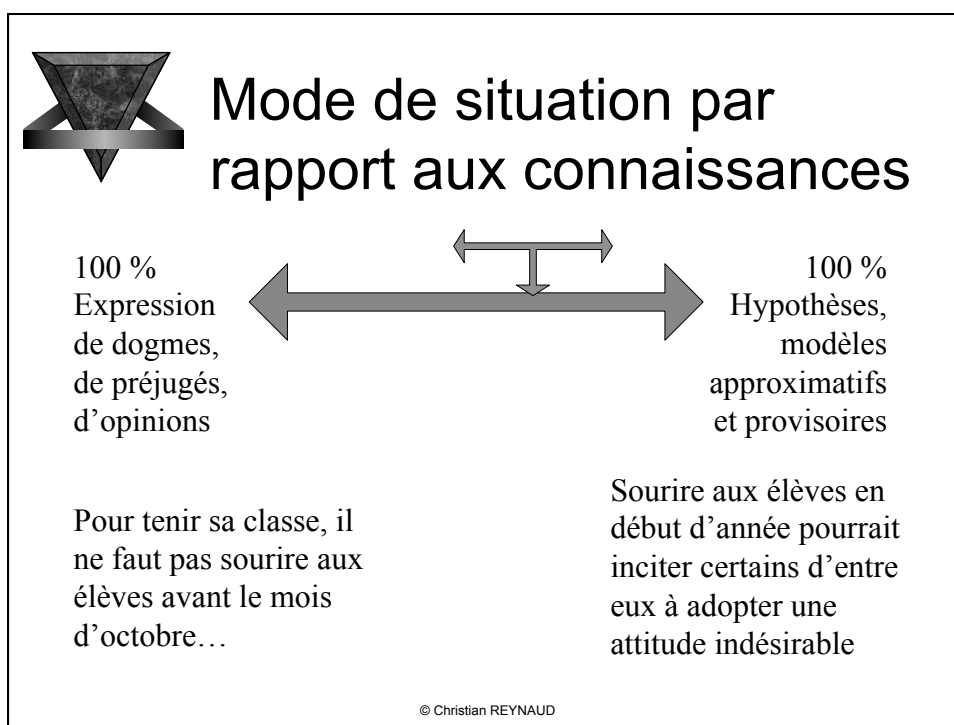 Mode de situation par
rapport aux connaissances
100 %
Expression
de dogmes,
de préjugés,
d’opinions
100 %
Hypothèses,
modèles
approximatifs
et provisoires
Pour tenir sa classe, il
ne faut pas sourire aux
élèves avant le mois
d’octobre…
Sourire aux élèves en
début d’année pourrait
inciter certains d’entre
eux à adopter une
attitude indésirable
© Christian REYNAUD